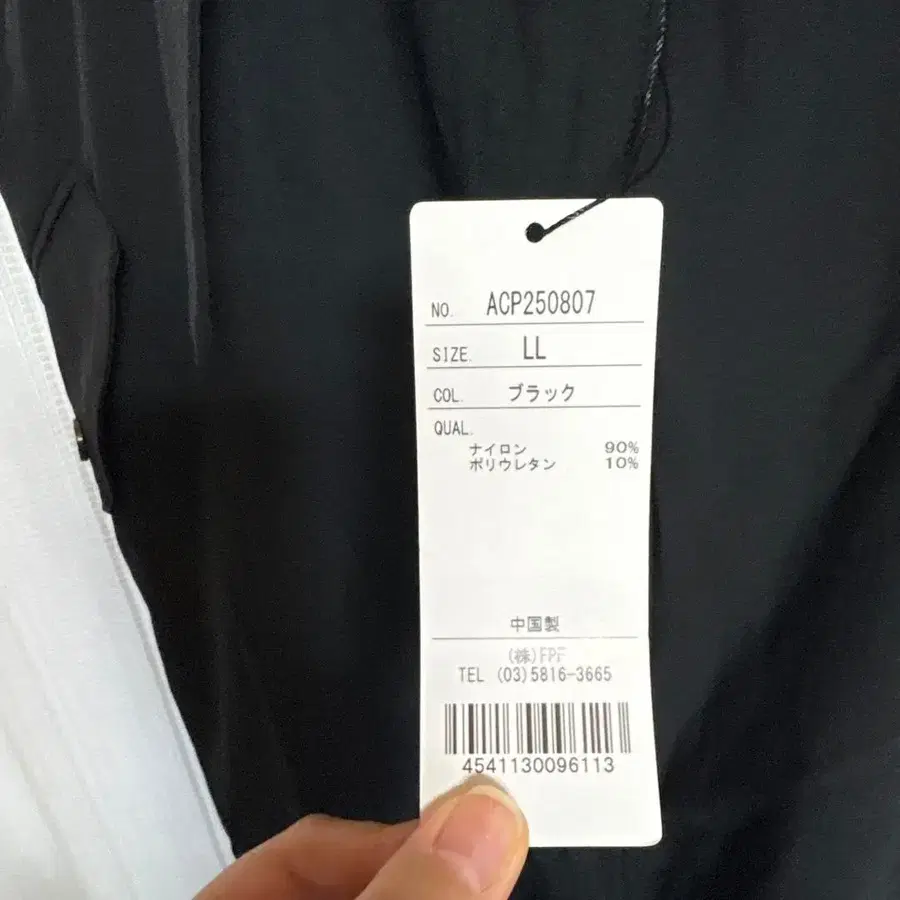 NO. ACP250807
SIZE. LL
COL. ブラック
QUAL.
ナイロン 90%
ポリウレタン 10%
中国製
(株)FPF
TEL (03)5816-3665
4541130096113